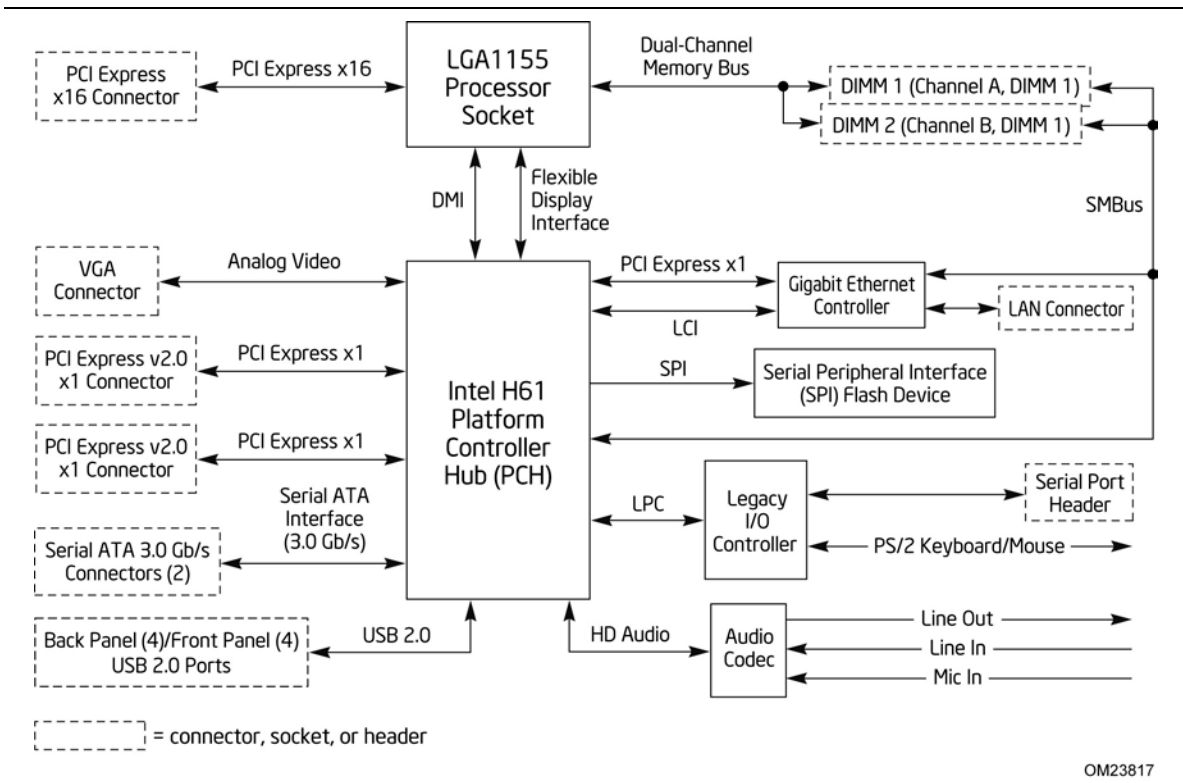 PCI Express
x16 Connector
PCI Express x16
LGA1155
Processor
Socket
Dual-Channel
Memory Bus
DIMM 1 (Channel A, DIMM 1)
DIMM 2 (Channel B, DIMM 1)
DMI
Flexible
Display
Interface
SMBus
VGA
Connector
Analog Video
PCI Express x1
Gigabit Ethernet
Controller
LAN Connector
LCI
PCI Express v2.0
x1 Connector
PCI Express x1
SPI
Serial Peripheral Interface
(SPI) Flash Device
Intel H61
Platform
Controller
Hub (PCH)
PCI Express v2.0
x1 Connector
PCI Express x1
Serial ATA
Interface
(3.0 Gb/s)
LPC
Legacy
I/O
Controller
Serial Port
Header
PS/2 Keyboard/Mouse
Serial ATA 3.0 Gb/s
Connectors (2)
Back Panel (4)/Front Panel (4)
USB 2.0 Ports
USB 2.0
HD Audio
Audio
Codec
Line Out
Line In
Mic In
= connector, socket, or header
OM23817